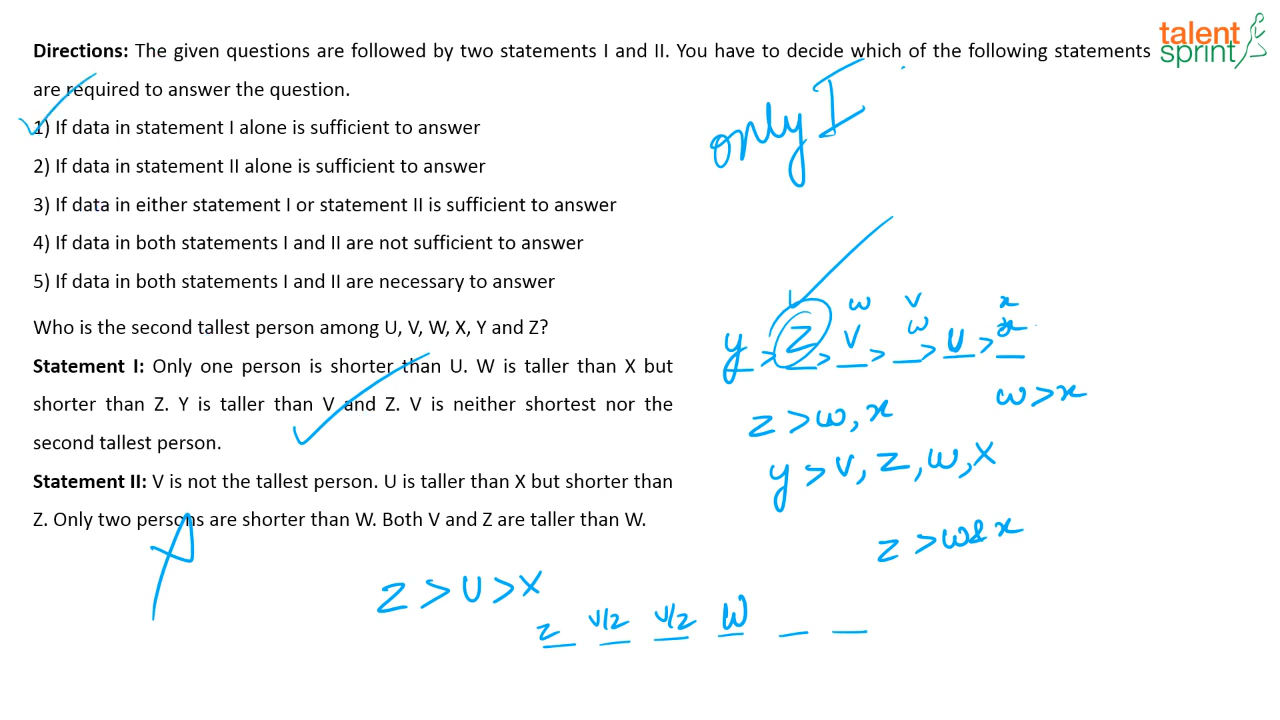 talent
sprint
Directions: The given questions are followed by two statements I and II. You have to decide which of the following statements
are required to answer the question.
1) If data in statement I alone is sufficient to answer
2) If data in statement II alone is sufficient to answer
3) If data in either statement I or statement II is sufficient to answer
4) If data in both statements I and II are not sufficient to answer
5) If data in both statements I and II are necessary to answer
Who is the second tallest person among U, V, W, X, Y and Z?
Statement I: Only one person is shorter than U. W is taller than X but
shorter than Z. Y is taller than V and Z. V is neither shortest nor the
second tallest person.
Statement II: V is not the tallest person. U is taller than X but shorter than
Z. Only two persons are shorter than W. Both V and Z are taller than W.
only I
w v x
y > z > v > w > u > x
w > x
z > w, x
y > v, z, w, x
z > w & x
z > u > x
z v/z v/z w